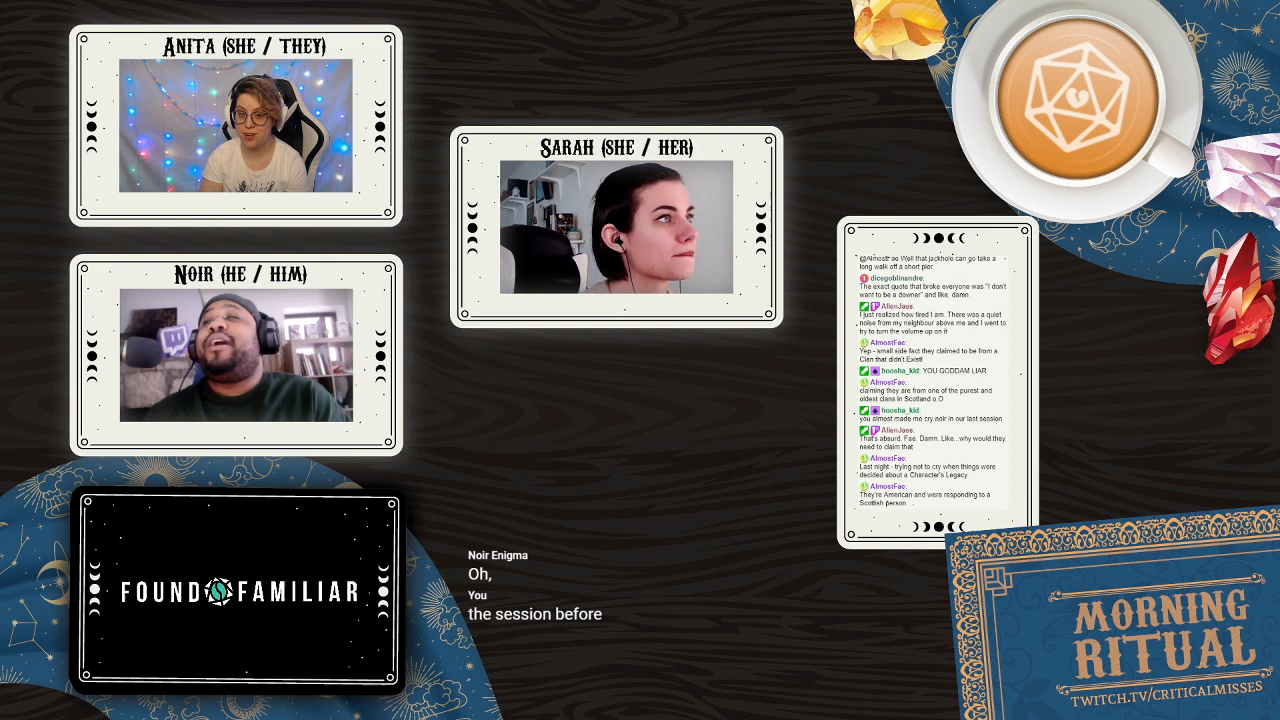 ANITA (SHE / THEY)
SARAH (SHE / HER)
NOIR (HE / HIM)
@AlmostFae Well that jackhole can go take a
long walk off a short pier
dicegoblinandre:
The exact quote that broke everyone was "I don't
want to be a downer" and like, damn
AlienJaes:
I just realized how tired I am. There was a quiet
noise from my neighbour above me and I went to
try to turn the volume up on it
AlmostFae:
Yep - small side fact they claimed to be from a
Clan that didn't Exist!
hoosha_kid: YOU GODDAM LIAR
AlmostFae:
claiming they are from one of the purest and
oldest clans in Scotland o.O
hoosha_kid:
you almost made me cry noir in our last session
AlienJaes:
That's absurd, Fae. Damn. Like...why would they
need to claim that
AlmostFae:
Last night - trying not to cry when things were
decided about a Character's Legacy
AlmostFae:
They're American and were responding to a
Scottish person
FOUND FAMILIAR
Noir Enigma
Oh,
You
the session before
MORNING
RITUAL
TWITCH.TV/CRITICALMISSES